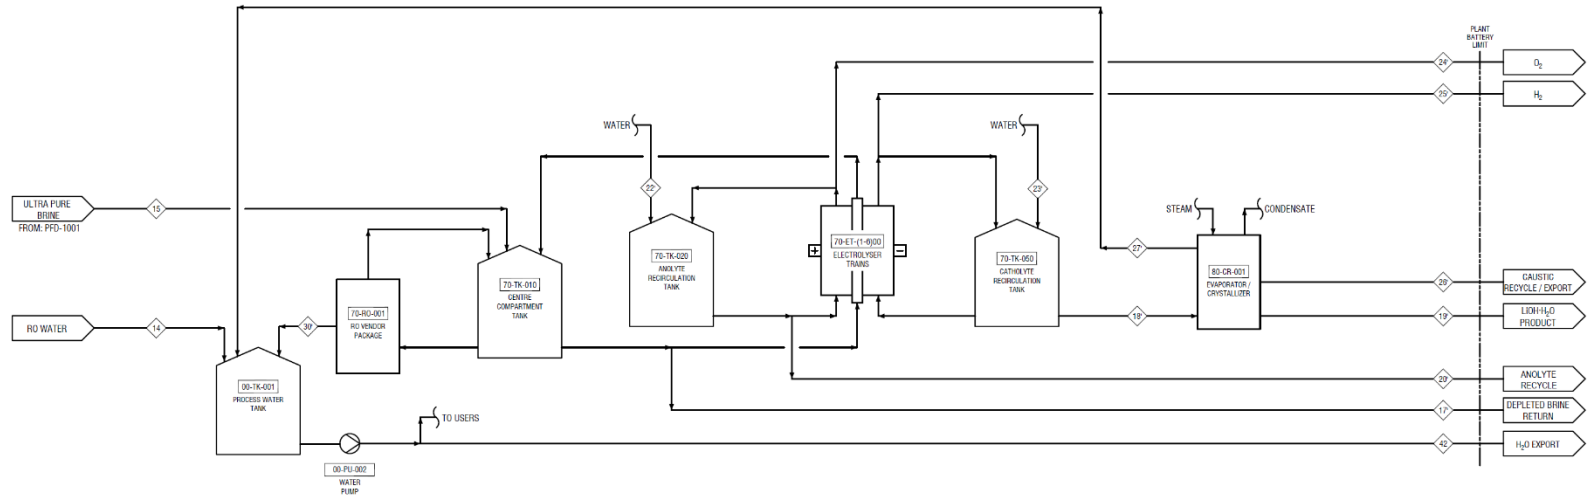 PLANT
BATTERY
LIMIT
24'
O₂
25'
H₂
WATER
WATER
22'
23'
ULTRA PURE
BRINE
FROM: PFD-1001
15
STEAM
CONDENSATE
70-TK-020
ANOLYTE
RECIRCULATION
TANK
70-ET-(1-6)00
ELECTROLYSER
TRAINS
+
−
70-TK-050
CATHOLYTE
RECIRCULATION
TANK
27'
80-CR-001
EVAPORATOR /
CRYSTALLIZER
70-TK-010
CENTRE
COMPARTMENT
TANK
CAUSTIC
RECYCLE / EXPORT
70-RO-001
RO VENDOR
PACKAGE
RO WATER
14
30'
18'
19'
LIOH·H₂O
PRODUCT
00-TK-001
PROCESS WATER
TANK
20'
ANOLYTE
RECYCLE
17'
DEPLETED BRINE
RETURN
TO USERS
42
H₂O EXPORT
00-PU-002
WATER
PUMP